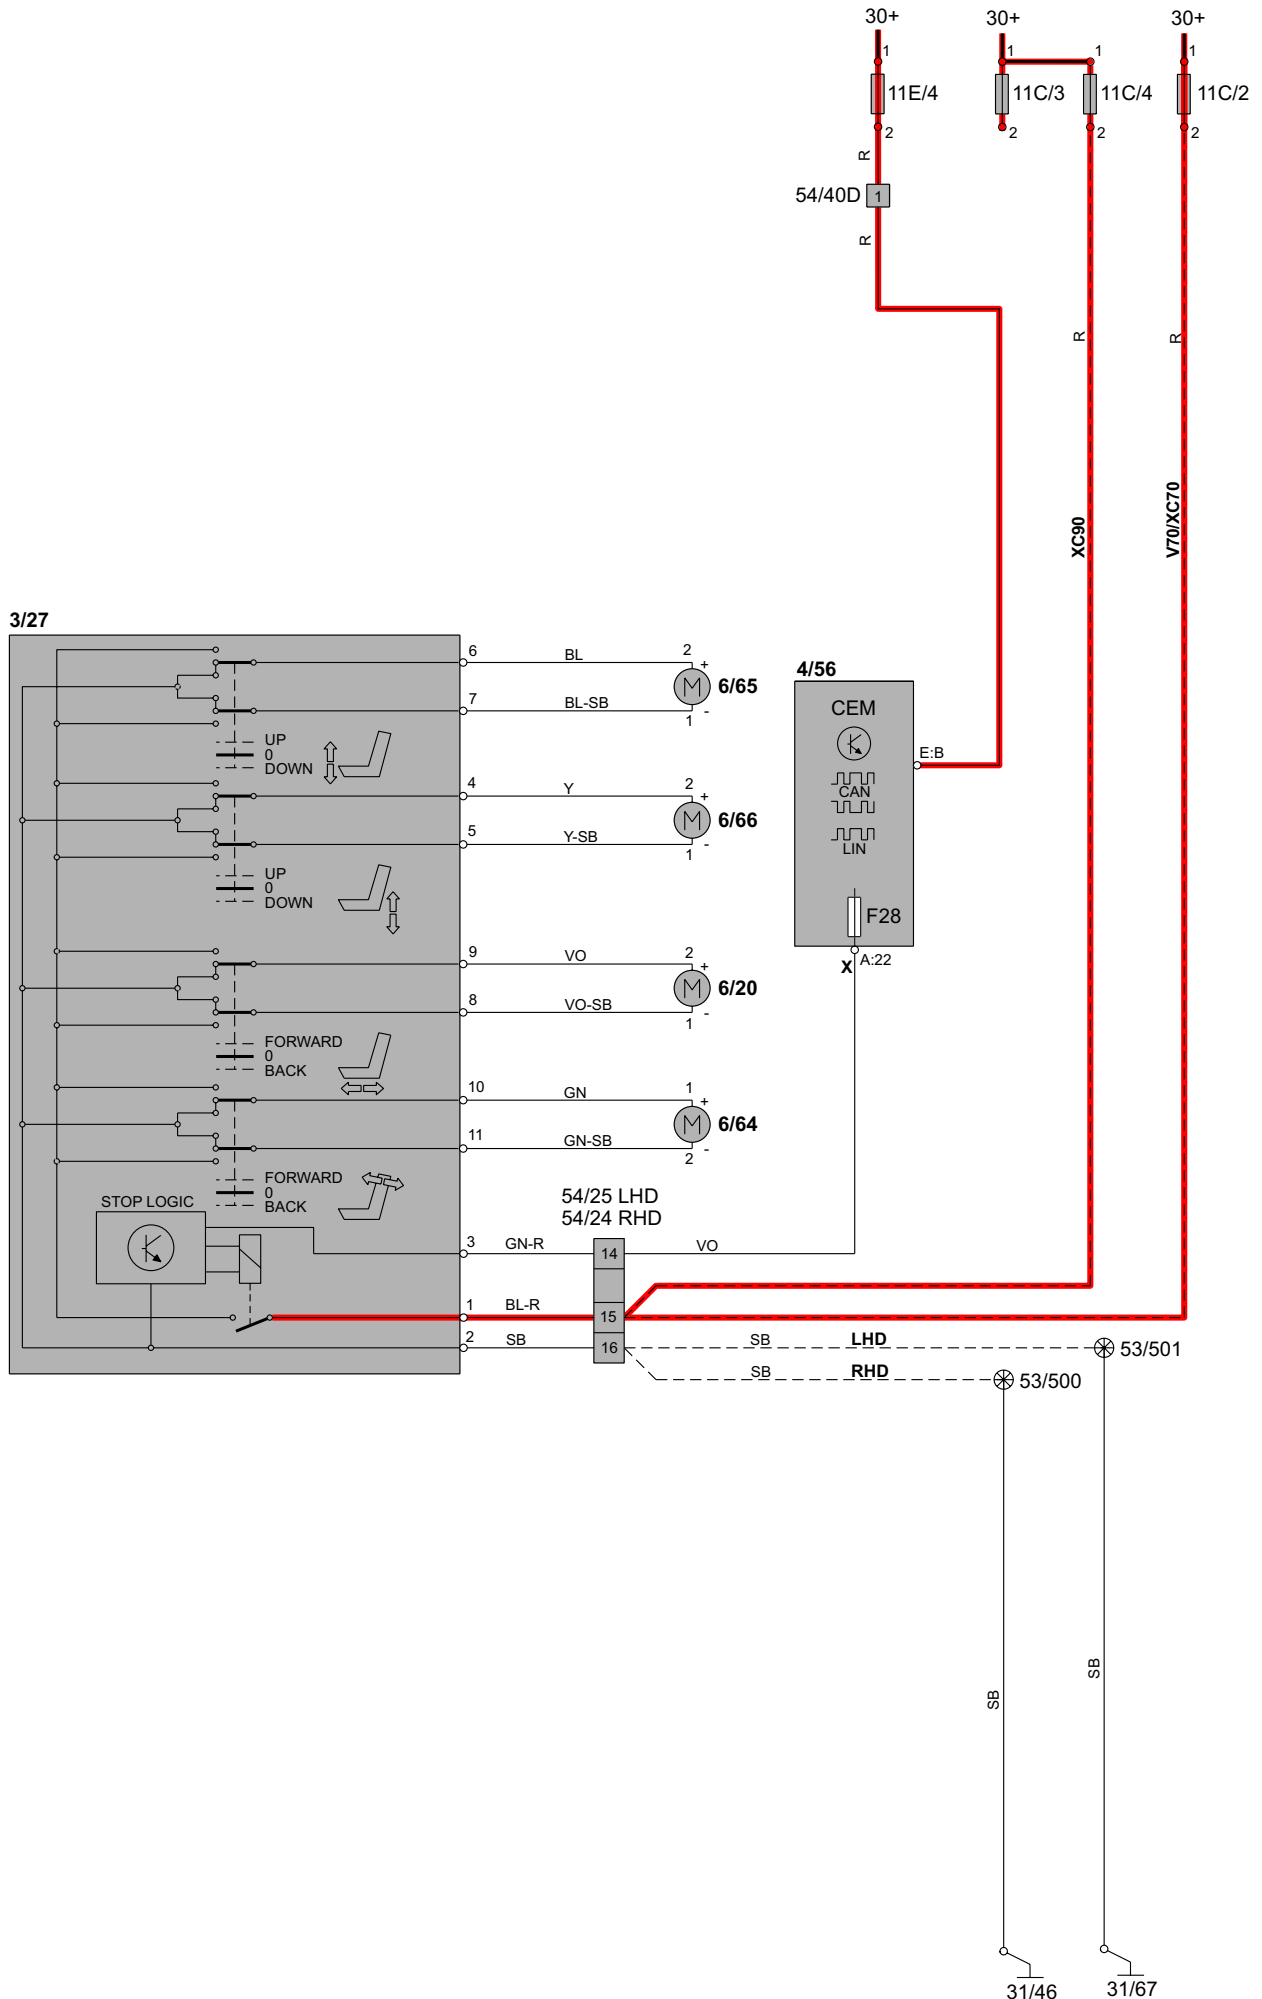 30+ 30+ 30+
1 1 1 1
11E/4 11C/3 11C/4 11C/2
2 2 2 2
R
54/40D 1
R
R R
XC90 V70/XC70
3/27
6 BL 2 +
M 6/65
7 BL-SB 1 -
UP
0
DOWN
4 Y 2 +
M 6/66
5 Y-SB 1 -
UP
0
DOWN
9 VO 2 +
M 6/20
8 VO-SB 1 -
FORWARD
0
BACK
10 GN 1 +
M 6/64
11 GN-SB 2 -
FORWARD
0
BACK
STOP LOGIC
4/56
CEM
E:B
CAN
LIN
F28
X A:22
54/25 LHD
54/24 RHD
3 GN-R 14 VO
1 BL-R 15
2 SB 16 SB LHD 53/501
SB RHD 53/500
SB SB
31/46 31/67